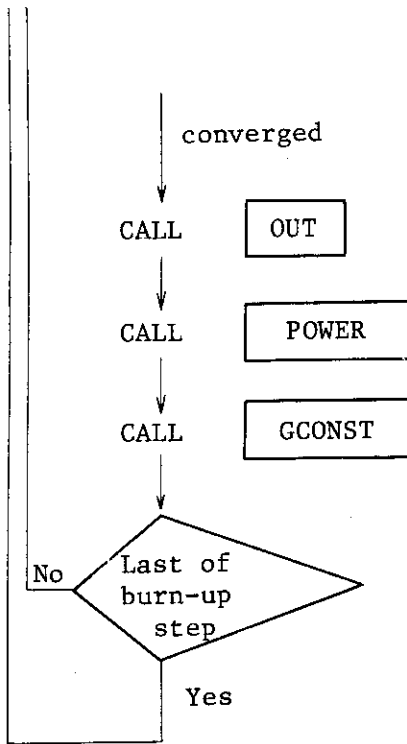 converged
CALL OUT
CALL POWER
CALL GCONST
No
Last of
burn-up
step
Yes